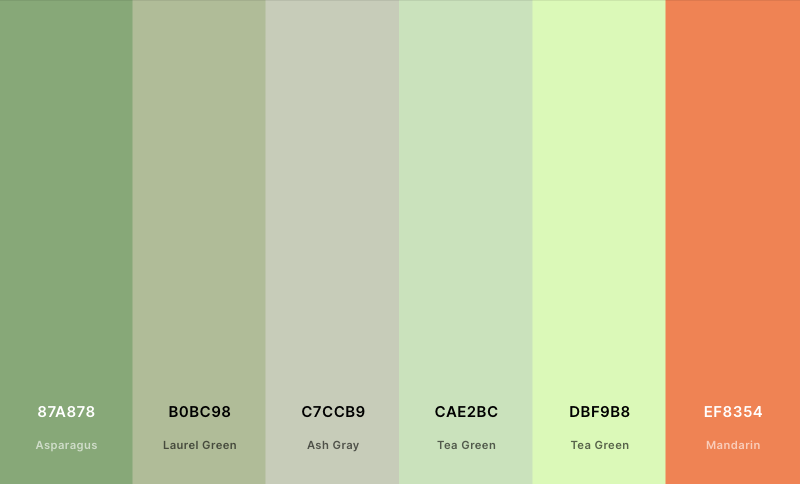 87A878 B0BC98 C7CCB9 CAE2BC DBF9B8 EF8354
Asparagus Laurel Green Ash Gray Tea Green Tea Green Mandarin